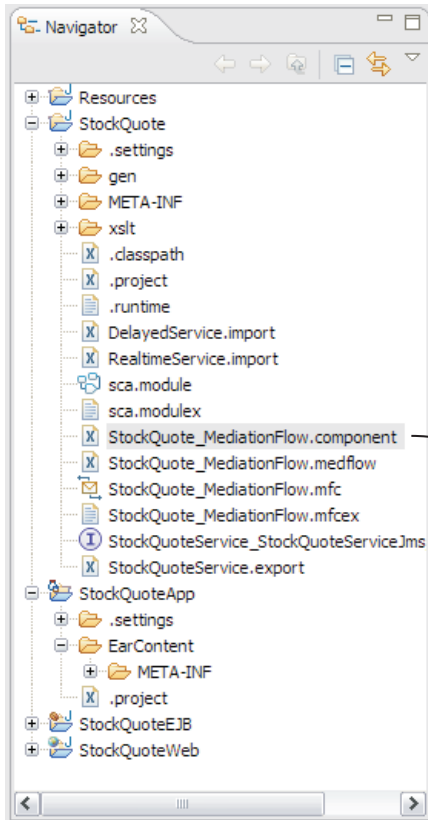 Navigator
Resources
StockQuote
.settings
gen
META-INF
xslt
.classpath
.project
.runtime
DelayedService.import
RealtimeService.import
sca.module
sca.modulex
StockQuote_MediationFlow.component
StockQuote_MediationFlow.medflow
StockQuote_MediationFlow.mfc
StockQuote_MediationFlow.mfcex
StockQuoteService_StockQuoteServiceJms
StockQuoteService.export
StockQuoteApp
.settings
EarContent
META-INF
.project
StockQuoteEJB
StockQuoteWeb